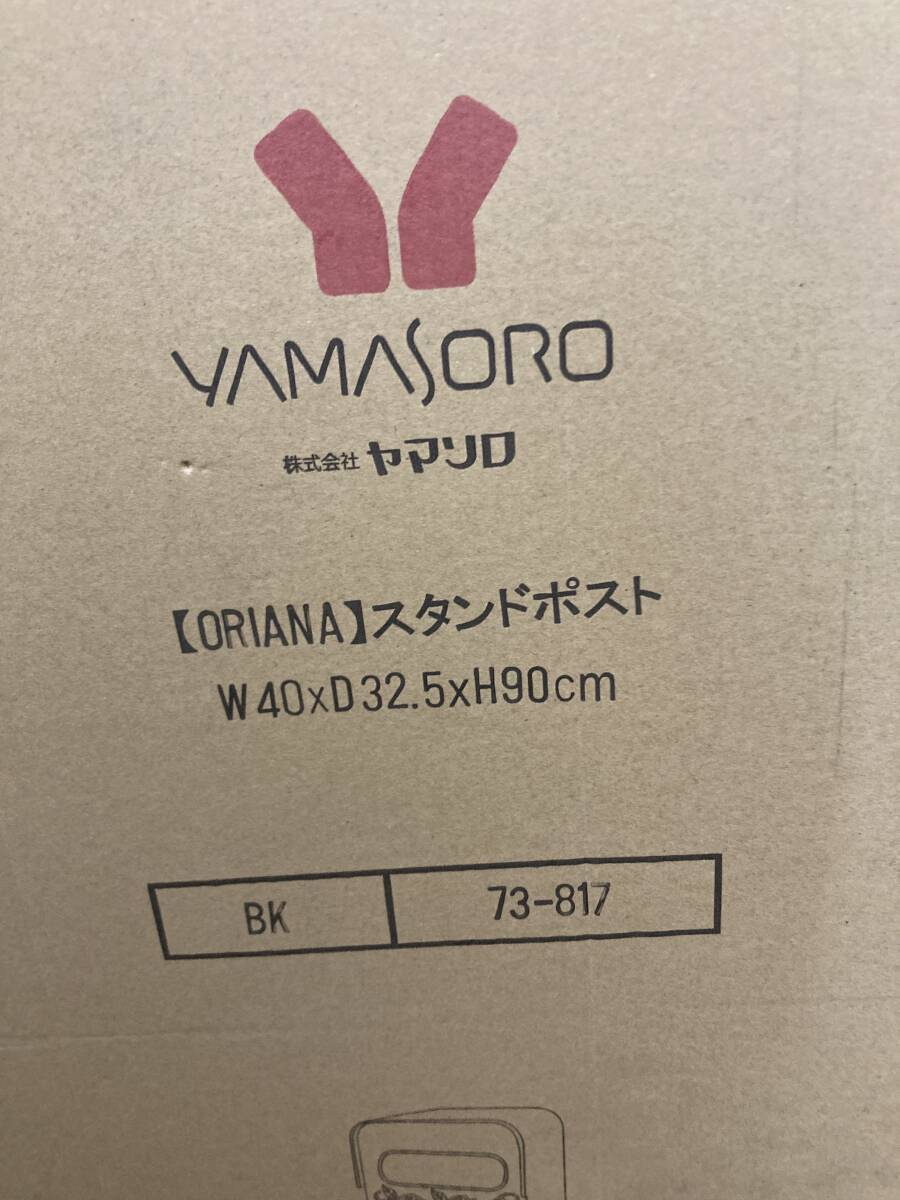 YAMASORO
株式会社 ヤマソロ
【ORIANA】スタンドポスト
W40xD32.5xH90cm
BK 73-817